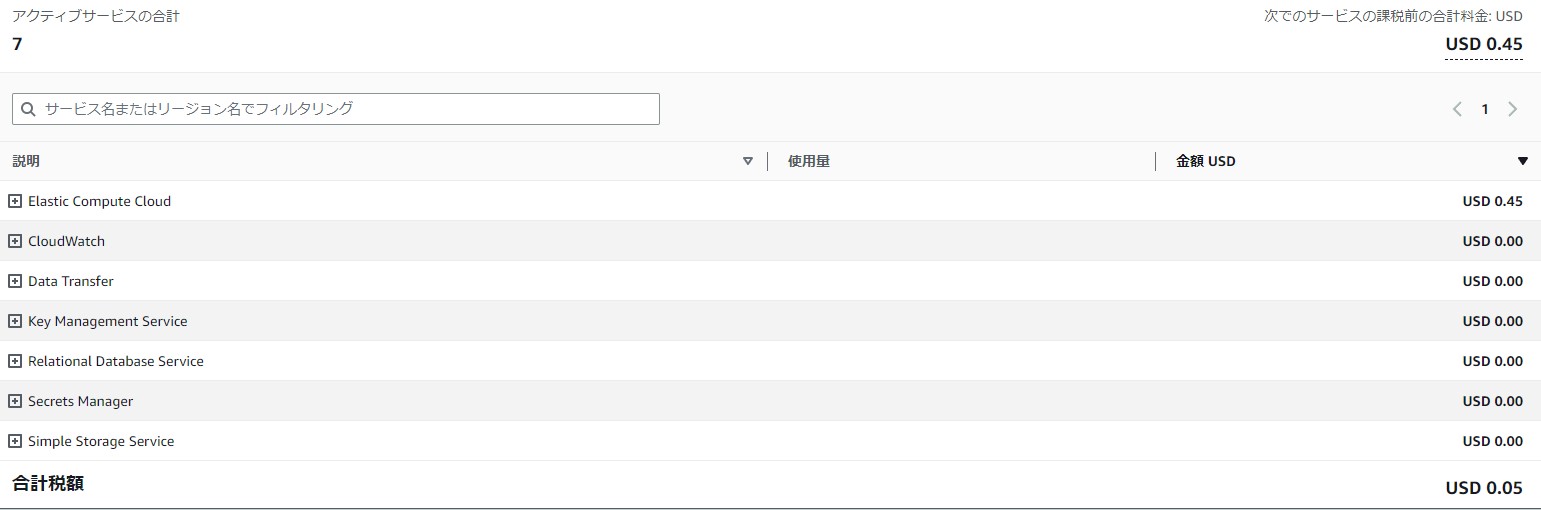 アクティブサービスの合計
次でのサービスの課税前の合計料金: USD
7
USD 0.45
サービス名またはリージョン名でフィルタリング
1
説明 使用量 金額 USD
Elastic Compute Cloud USD 0.45
CloudWatch USD 0.00
Data Transfer USD 0.00
Key Management Service USD 0.00
Relational Database Service USD 0.00
Secrets Manager USD 0.00
Simple Storage Service USD 0.00
合計税額 USD 0.05